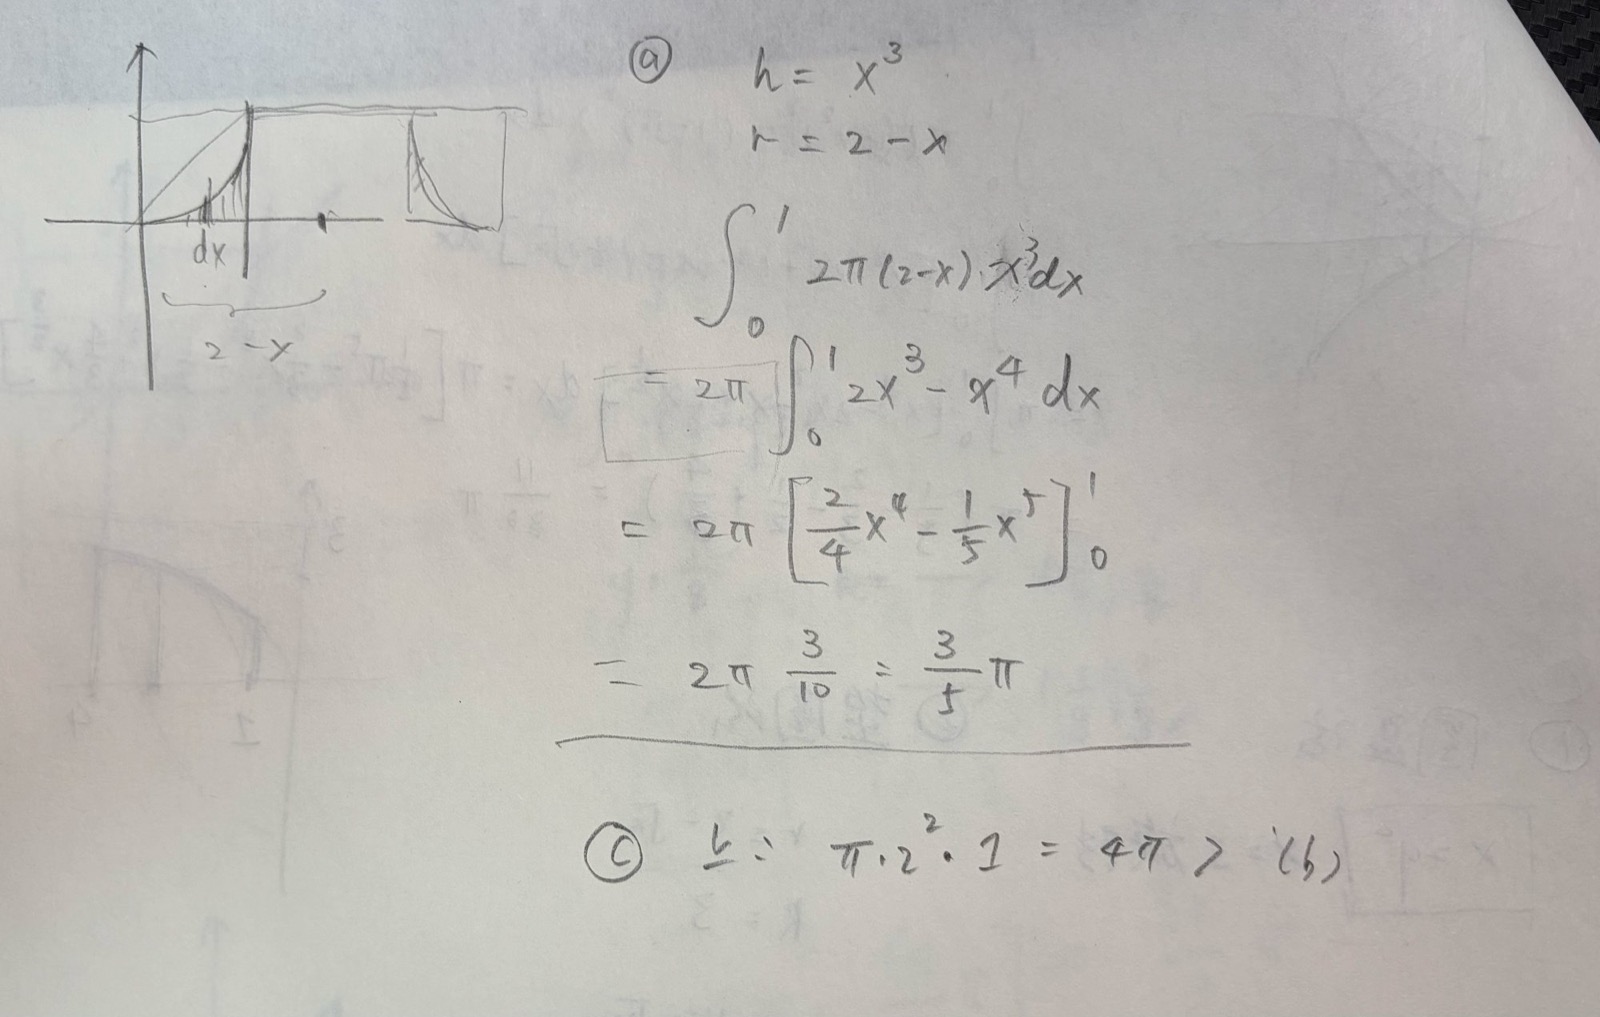 ⓐ h = x³
r = 2 - x
dx
2 - x
∫₀¹ 2π(2-x)·x³dx
= 2π ∫₀¹ 2x³ - x⁴ dx
= 2π [2/4 x⁴ - 1/5 x⁵]₀¹
= 2π 3/10 = 3/5 π
ⓒ π·2²·1 = 4π > (b)